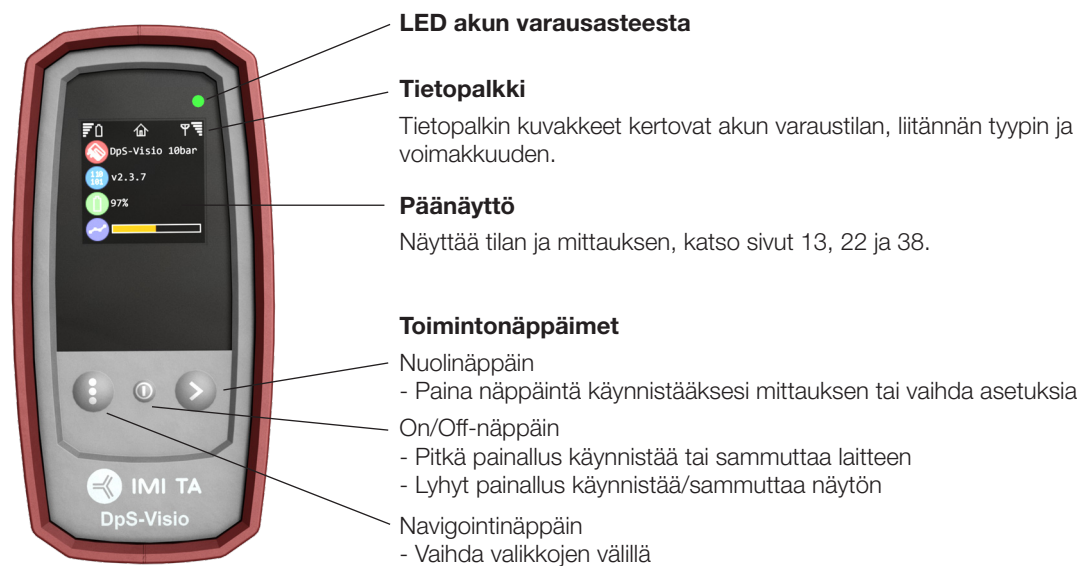 LED akun varausasteesta
Tietopalkki
Tietopalkin kuvakkeet kertovat akun varaustilan, liitännän tyypin ja
voimakkuuden.
Päänäyttö
Näyttää tilan ja mittauksen, katso sivut 13, 22 ja 38.
Toimintonäppäimet
Nuolinäppäin
- Paina näppäintä käynnistääksesi mittauksen tai vaihda asetuksia
On/Off-näppäin
- Pitkä painallus käynnistää tai sammuttaa laitteen
- Lyhyt painallus käynnistää/sammuttaa näytön
Navigointinäppäin
- Vaihda valikkojen välillä
DpS-Visio 10bar
110
101
v2.3.7
97%
IMI TA
DpS-Visio